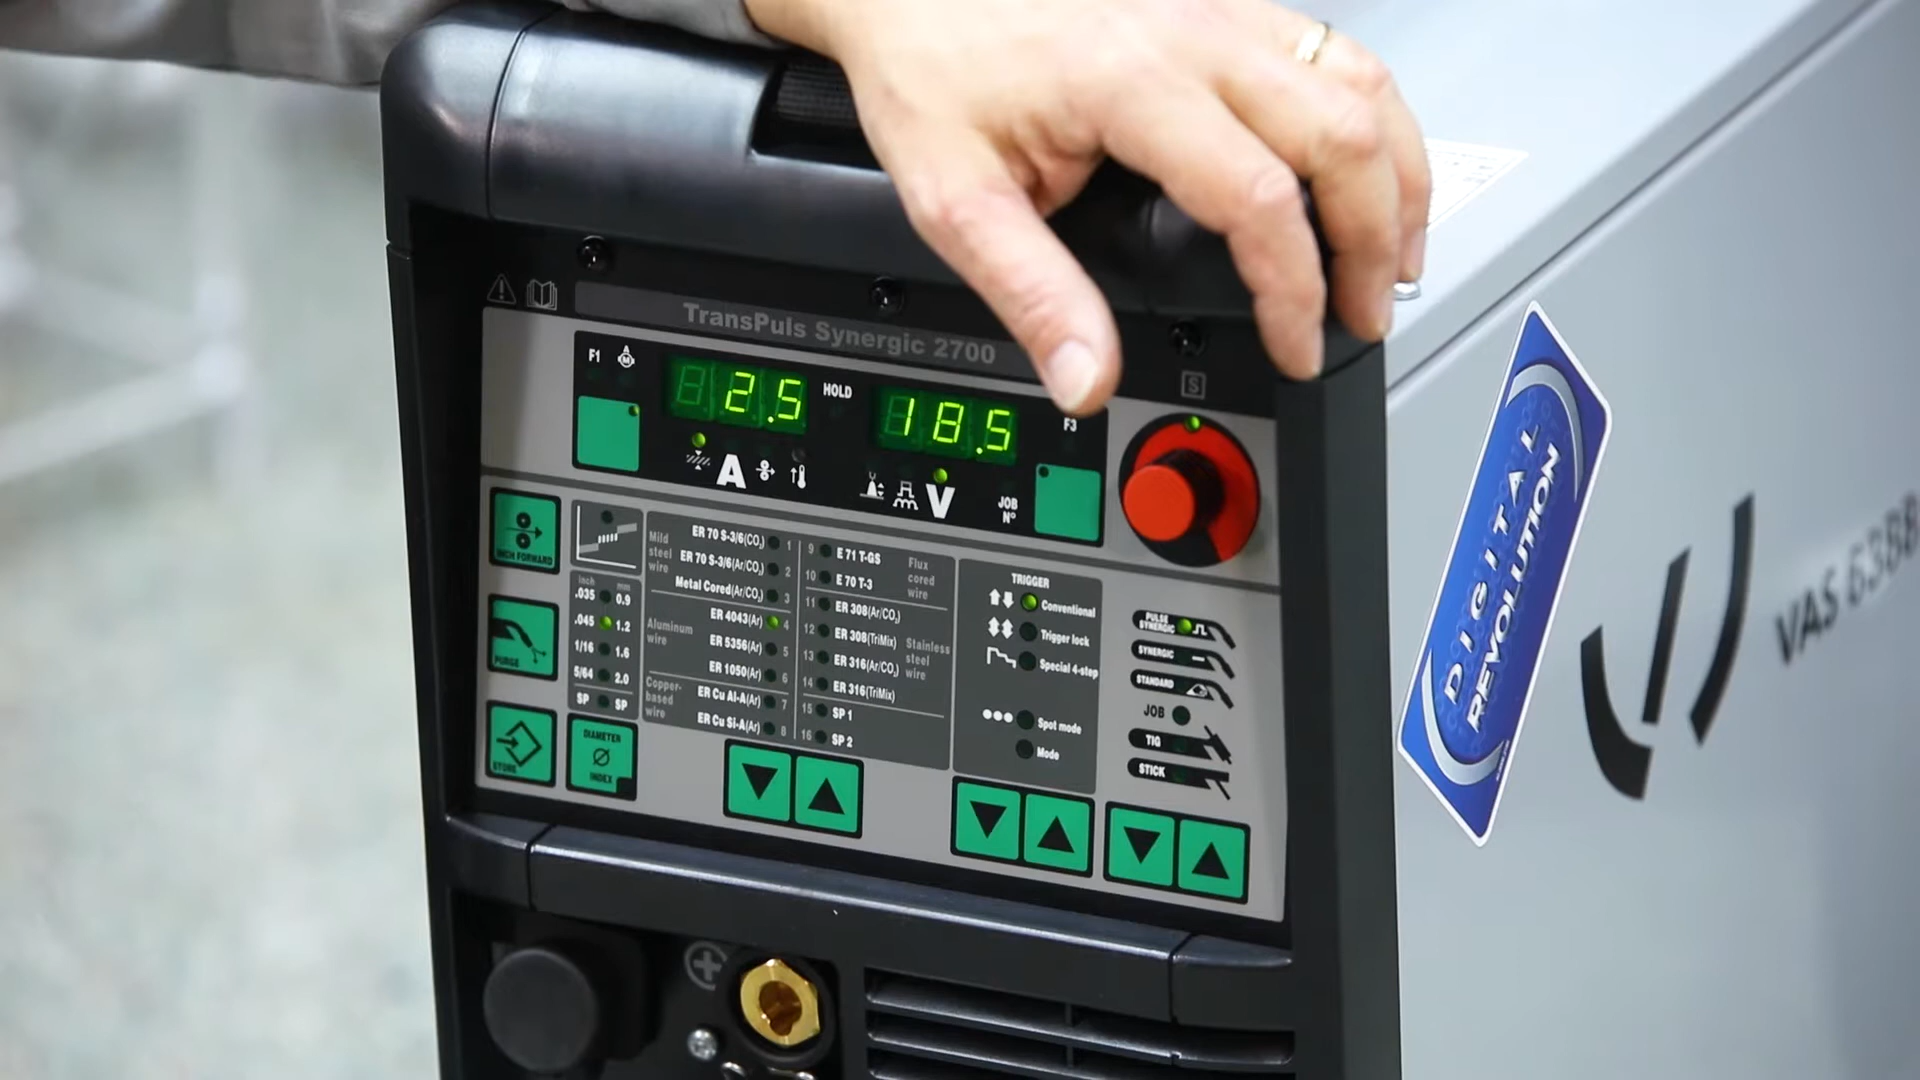 TransPuls Synergic 2700
F1
A
M
2.5
HOLD
18.5
F3
S
A
V
JOB
N°
INCH FORWARD
PURGE
STORE
inch mm
.035 0.9
.045 1.2
1/16 1.6
5/64 2.0
SP SP
DIAMETER
INDEX
Mild
steel
wire
ER 70 S-3/6(CO2) 1
ER 70 S-3/6(Ar/CO2) 2
Metal Cored(Ar/CO2) 3
Aluminum
wire
ER 4043(Ar) 4
ER 5356(Ar) 5
ER 1050(Ar) 6
Copper-
based
wire
ER Cu Al-A(Ar) 7
ER Cu Si-A(Ar) 8
9 E 71 T-GS
10 E 70 T-3
Flux
cored
wire
11 ER 308(Ar/CO2)
12 ER 308(TriMix)
13 ER 316(Ar/CO2)
14 ER 316(TriMix)
Stainless
steel
wire
15 SP 1
16 SP 2
TRIGGER
Conventional
Trigger lock
Special 4-step
Spot mode
Mode
PULSE
SYNERGIC
SYNERGIC
STANDARD
JOB
TIG
STICK
DIGITAL
REVOLUTION
VAS 638